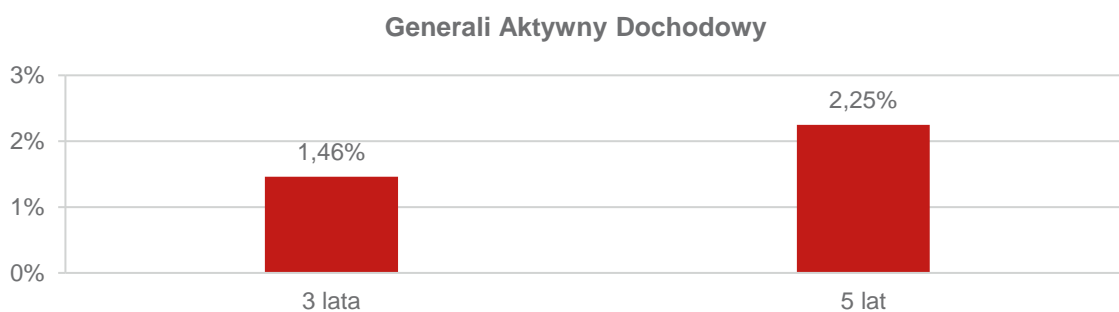 Generali Aktywny Dochodowy
3%
2,25%
2%
1,46%
1%
0%
3 lata
5 lat